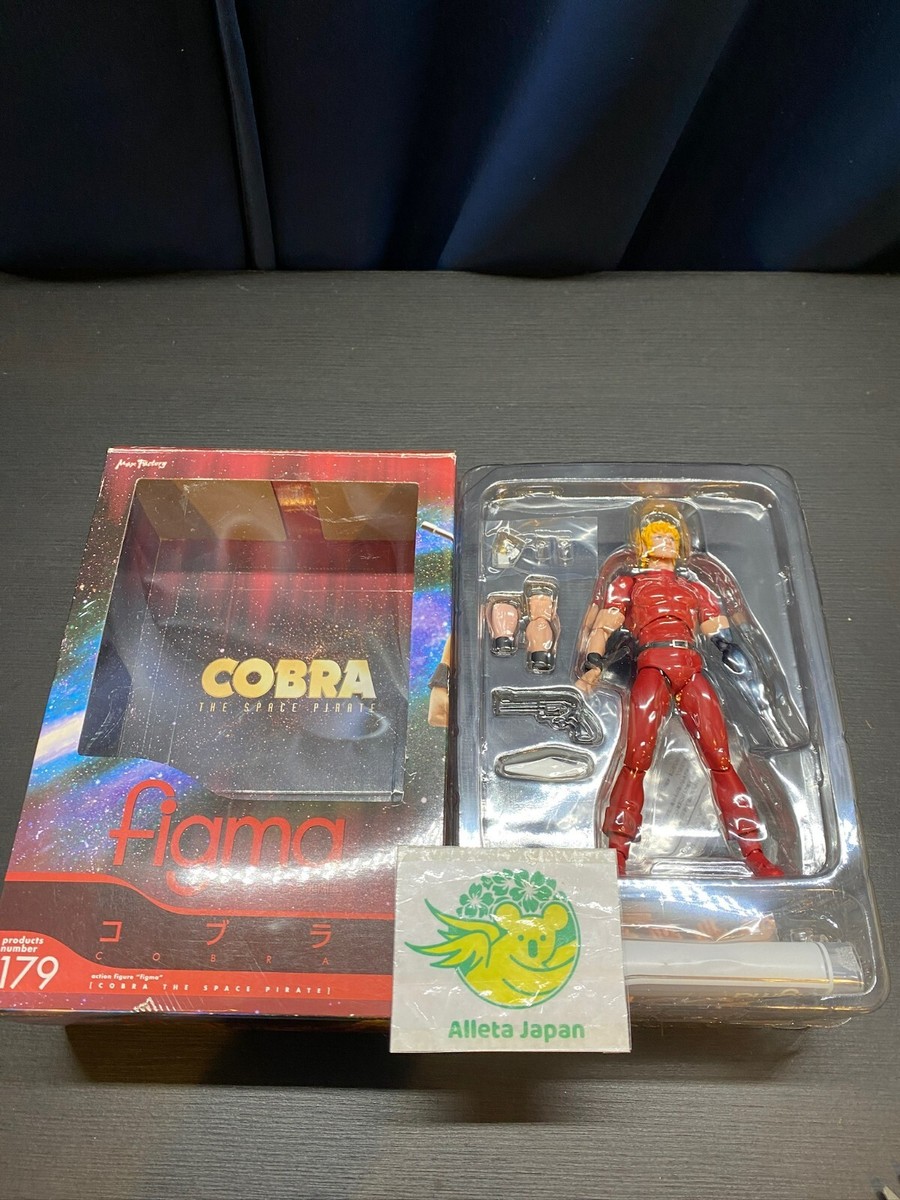 Max Factory
COBRA
THE SPACE PIRATE
figma
コブラ
COBRA
products
number
179
action figure "figma"
[COBRA THE SPACE PIRATE]
Alleta Japan